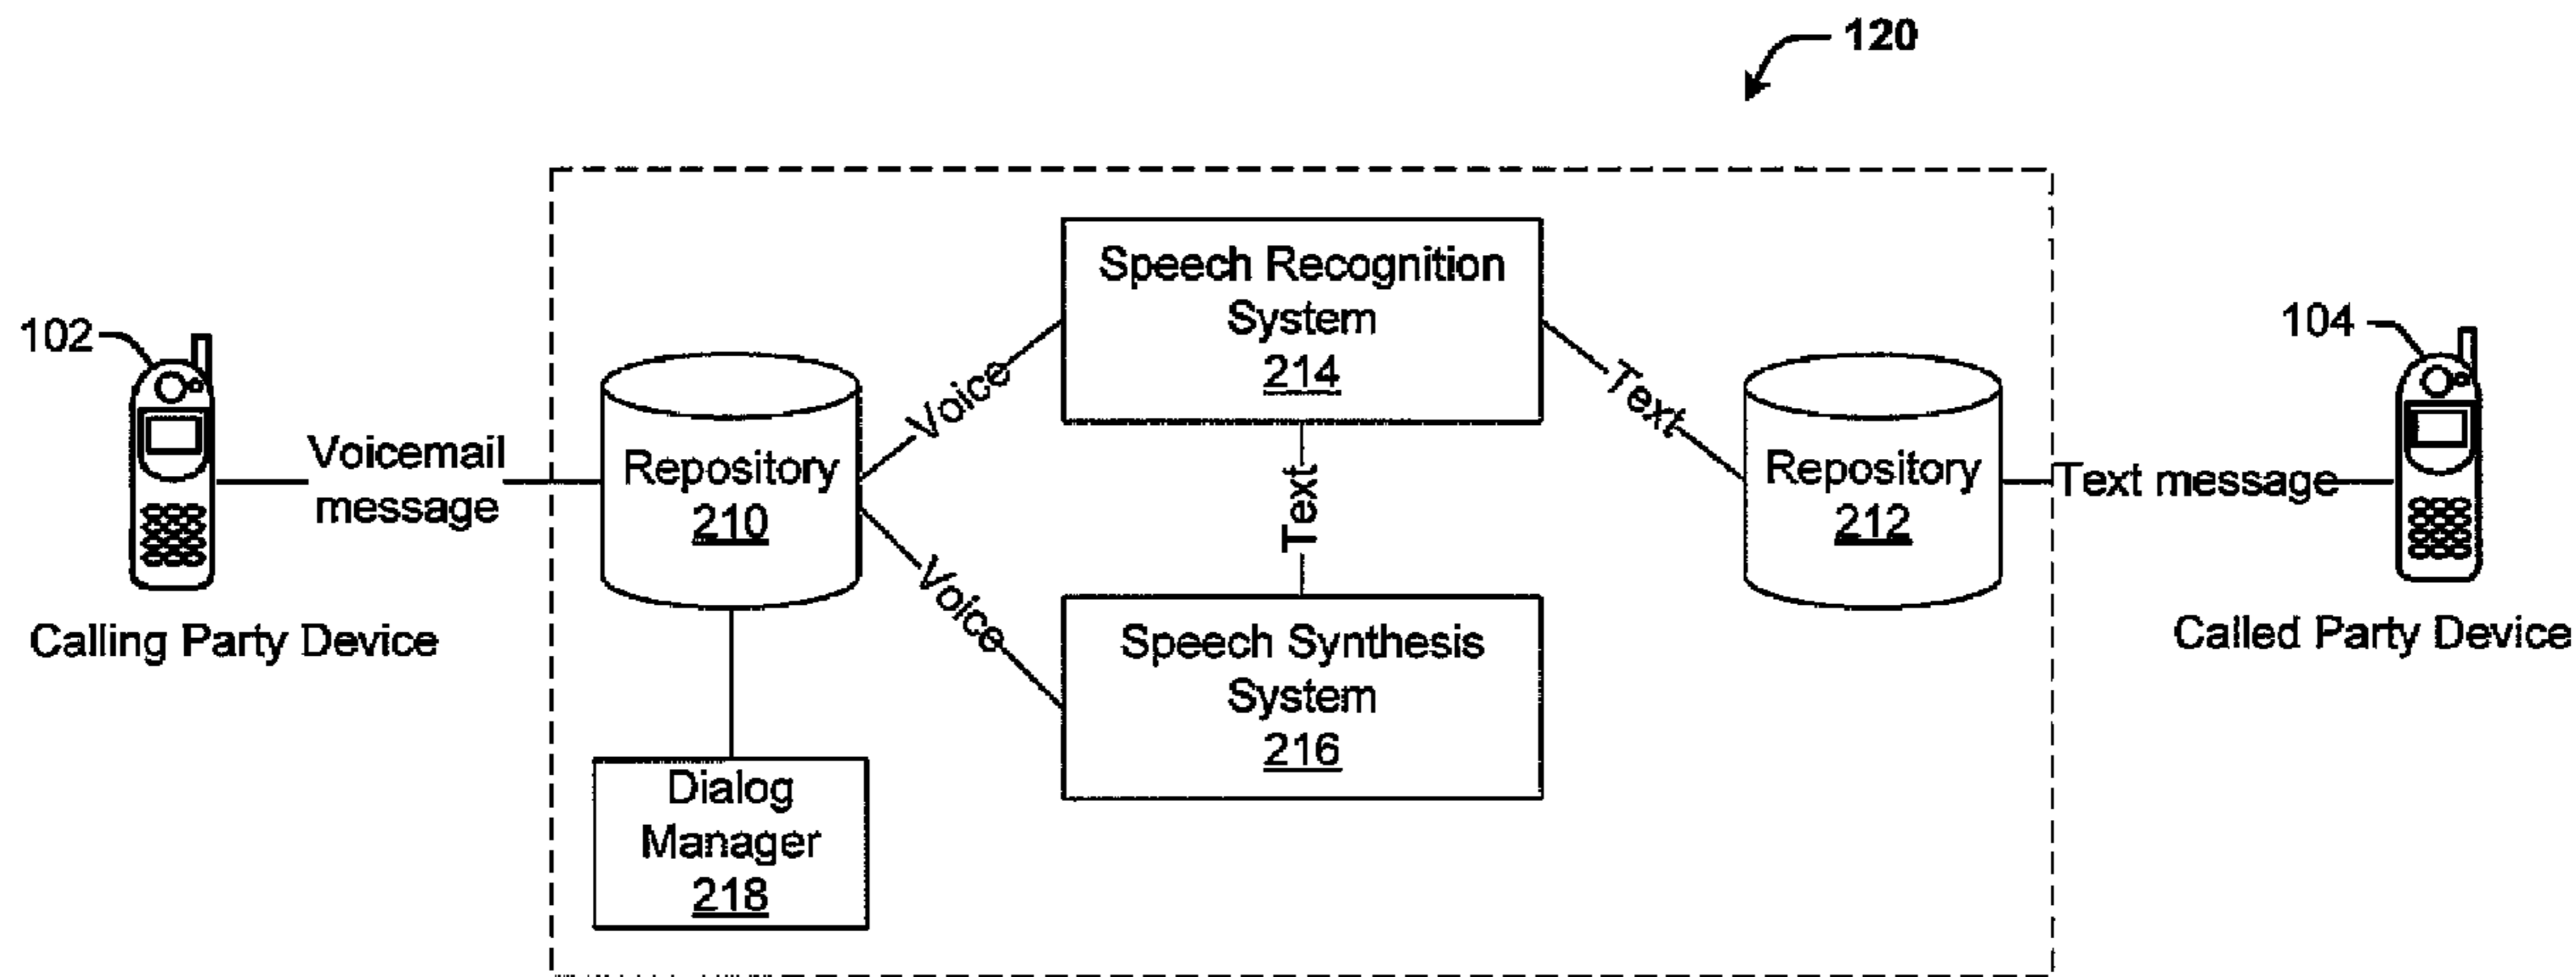 120
102
Calling Party Device
Voicemail
message
Repository
210
Dialog
Manager
218
Voice
Voice
Speech Recognition
System
214
Text
Speech Synthesis
System
216
Text
Repository
212
Text message
104
Called Party Device